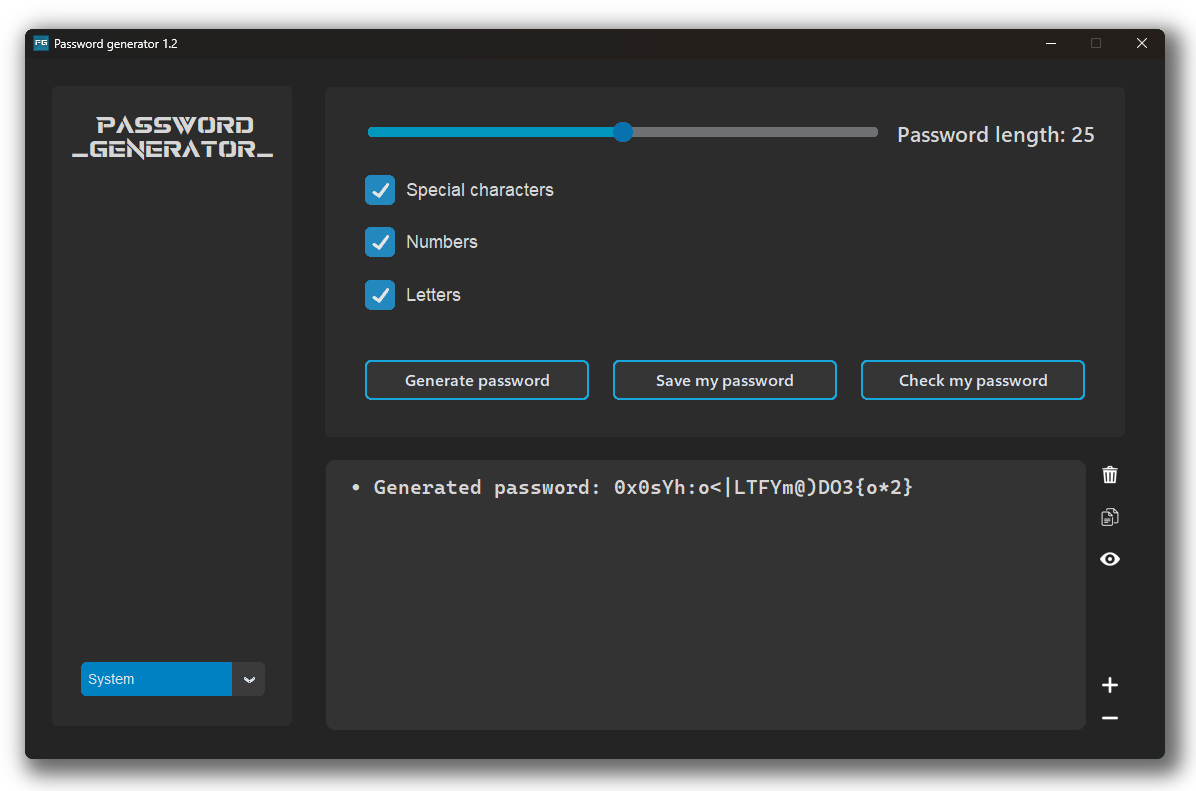 FG Password generator 1.2
PASSWORD
_GENERATOR_
Password length: 25
Special characters
Numbers
Letters
Generate password
Save my password
Check my password
• Generated password: 0x0sYh:o<|LTFYm@)DO3{o*2}
System